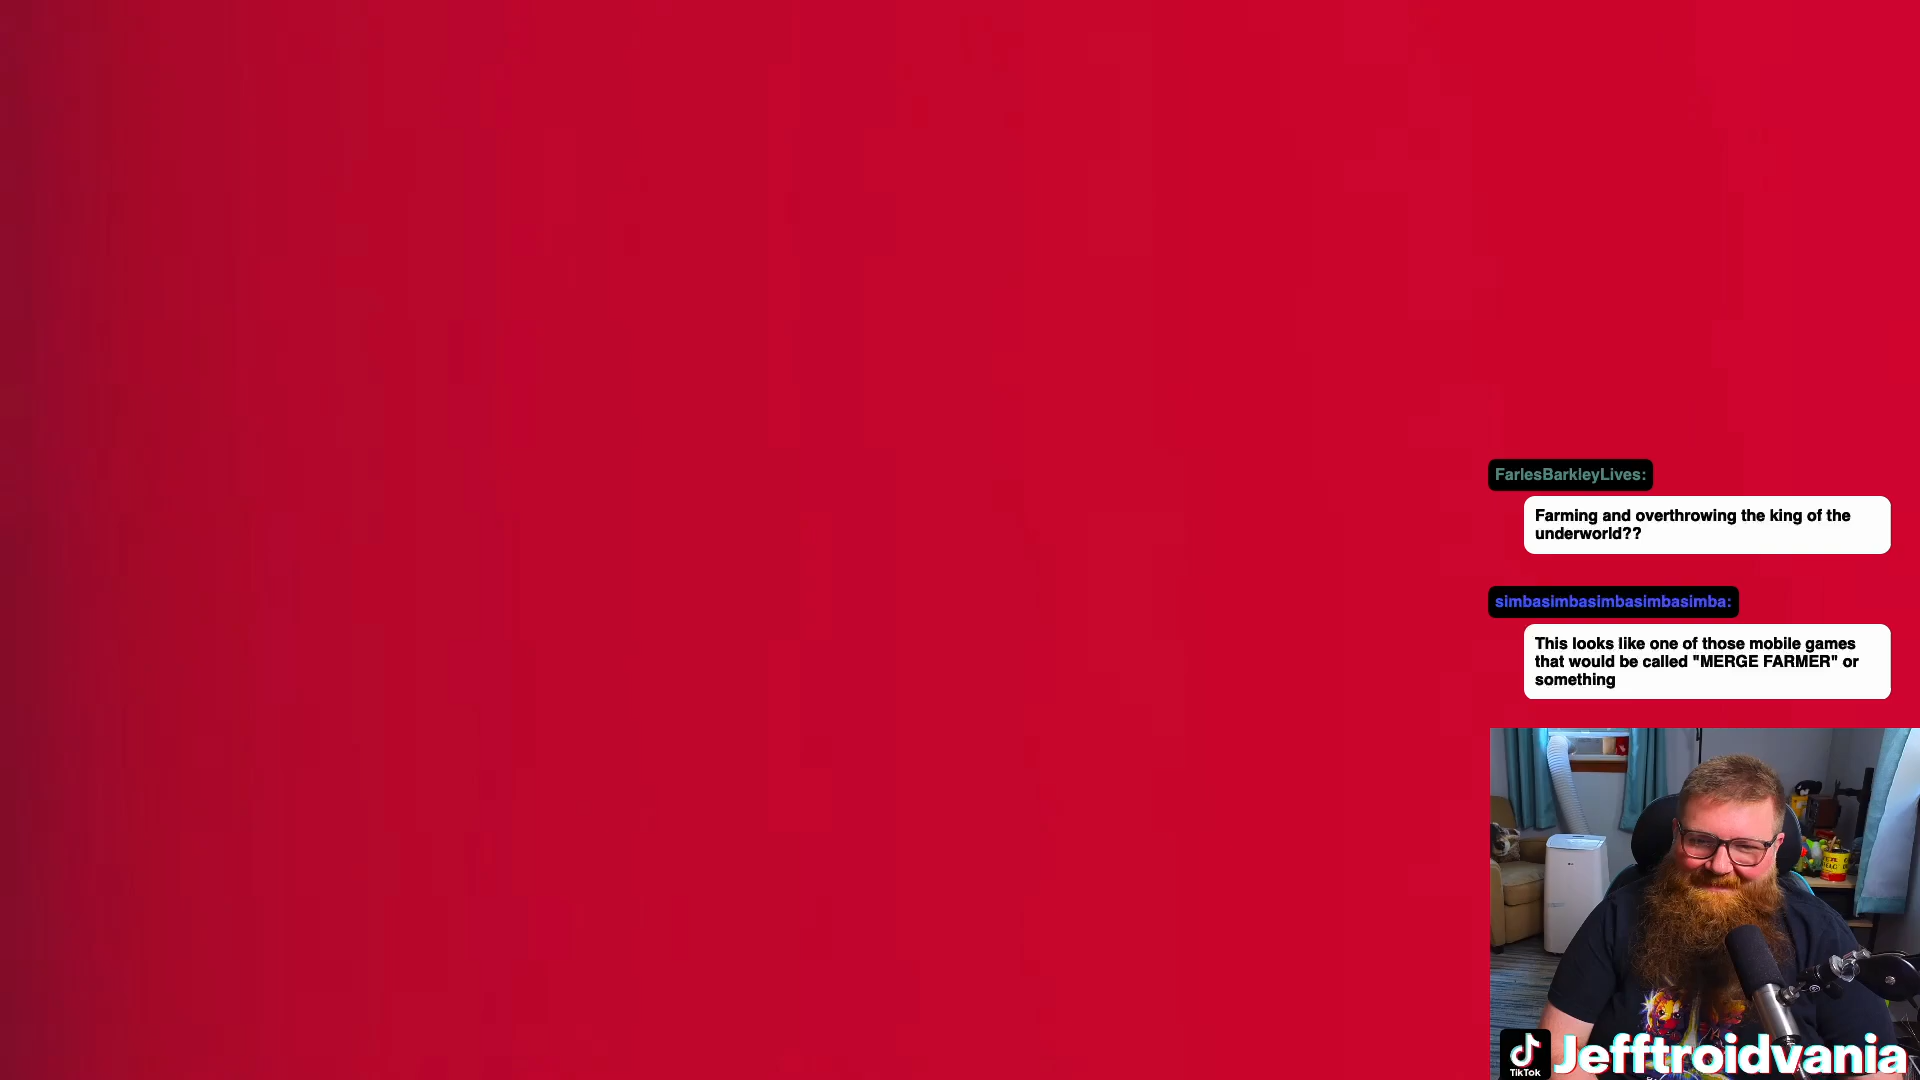 FarlesBarkleyLives:
Farming and overthrowing the king of the
underworld??
simbasimbasimbasimbasimba:
This looks like one of those mobile games
that would be called "MERGE FARMER" or
something
TikTok
Jefftroidvania